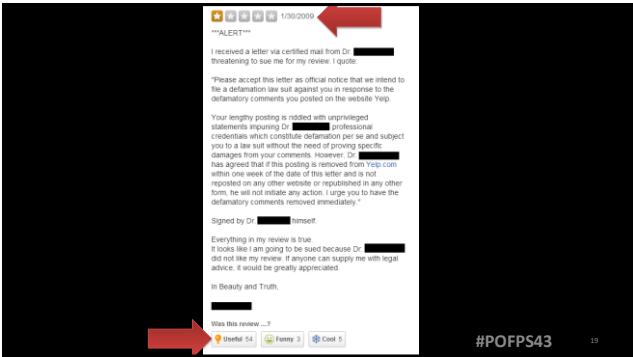 1/30/2009
***ALERT***
I received a letter via certified mail from Dr.
threatening to sue me for my review. I quote:
"Please accept this letter as official notice that we intend to
file a defamation law suit against you in response to the
defamatory comments you posted on the website Yelp.
Your lengthy posting is riddled with unprivileged
statements impuning Dr. professional
credentials which constitute defamation per se and subject
you to a law suit without the need of proving specific
damages from your comments. However, Dr.
has agreed that if this posting is removed from Yelp.com
within one week of the date of this letter and is not
reposted on any other website or republished in any other
form, he will not initiate any action. I urge you to have the
defamatory comments removed immediately."
Signed by Dr. himself.
Everything in my review is true.
It looks like I am going to be sued because Dr.
did not like my review. If anyone can supply me with legal
advice, it would be greatly appreciated.
In Beauty and Truth,
Was this review ...?
Useful 54 Funny 3 Cool 5
#POFPS43 19